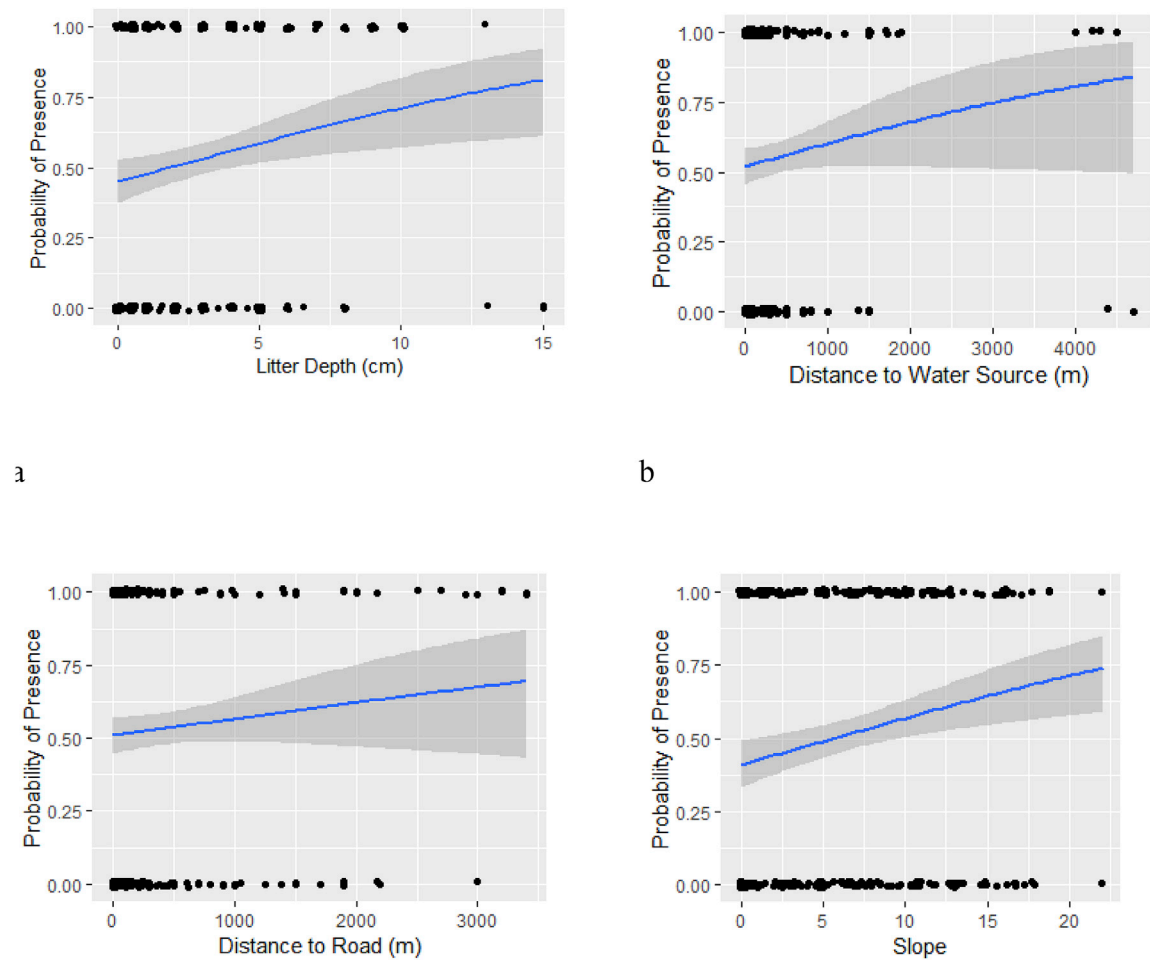 Probability of Presence
1.00
0.75
0.50
0.25
0.00
0 5 10 15
Litter Depth (cm)
Probability of Presence
1.00
0.75
0.50
0.25
0.00
0 1000 2000 3000 4000
Distance to Water Source (m)
a b
Probability of Presence
1.00
0.75
0.50
0.25
0.00
0 1000 2000 3000
Distance to Road (m)
Probability of Presence
1.00
0.75
0.50
0.25
0.00
0 5 10 15 20
Slope